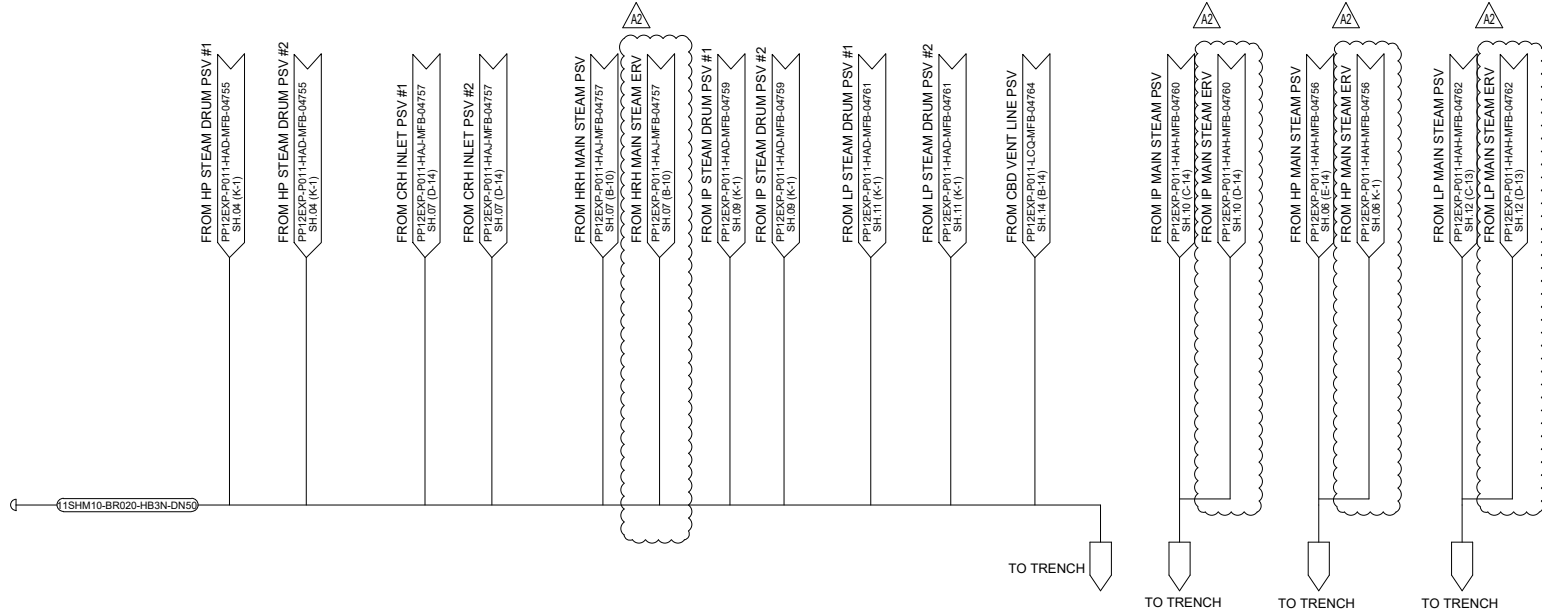 A2
A2
A2
A2
FROM HP STEAM DRUM PSV #1
PP12EXP-P011-HAD-MFB-04755
SH.04 (K-1)
FROM HP STEAM DRUM PSV #2
PP12EXP-P011-HAD-MFB-04755
SH.04 (K-1)
FROM CRH INLET PSV #1
PP12EXP-P011-HAJ-MFB-04757
SH.07 (D-14)
FROM CRH INLET PSV #2
PP12EXP-P011-HAJ-MFB-04757
SH.07 (D-14)
FROM HRH MAIN STEAM PSV
PP12EXP-P011-HAJ-MFB-04757
SH.07 (B-10)
FROM HRH MAIN STEAM ERV
PP12EXP-P011-HAJ-MFB-04757
SH.07 (B-10)
FROM IP STEAM DRUM PSV #1
PP12EXP-P011-HAD-MFB-04759
SH.09 (K-1)
FROM IP STEAM DRUM PSV #2
PP12EXP-P011-HAD-MFB-04759
SH.09 (K-1)
FROM LP STEAM DRUM PSV #1
PP12EXP-P011-HAD-MFB-04761
SH.11 (K-1)
FROM LP STEAM DRUM PSV #2
PP12EXP-P011-HAD-MFB-04761
SH.11 (K-1)
FROM CBD VENT LINE PSV
PP12EXP-P011-LCQ-MFB-04764
SH.14 (B-14)
FROM IP MAIN STEAM PSV
PP12EXP-P011-HAH-MFB-04760
SH.10 (C-14)
FROM IP MAIN STEAM ERV
PP12EXP-P011-HAH-MFB-04760
SH.10 (D-14)
FROM HP MAIN STEAM PSV
PP12EXP-P011-HAH-MFB-04756
SH.06 (E-14)
FROM HP MAIN STEAM ERV
PP12EXP-P011-HAH-MFB-04756
SH.06 K-1)
FROM LP MAIN STEAM PSV
PP12EXP-P011-HAH-MFB-04762
SH.12 (C-13)
FROM LP MAIN STEAM ERV
PP12EXP-P011-HAH-MFB-04762
SH.12 (D-13)
11SHM10-BR020-HB3N-DN50
TO TRENCH
TO TRENCH
TO TRENCH
TO TRENCH